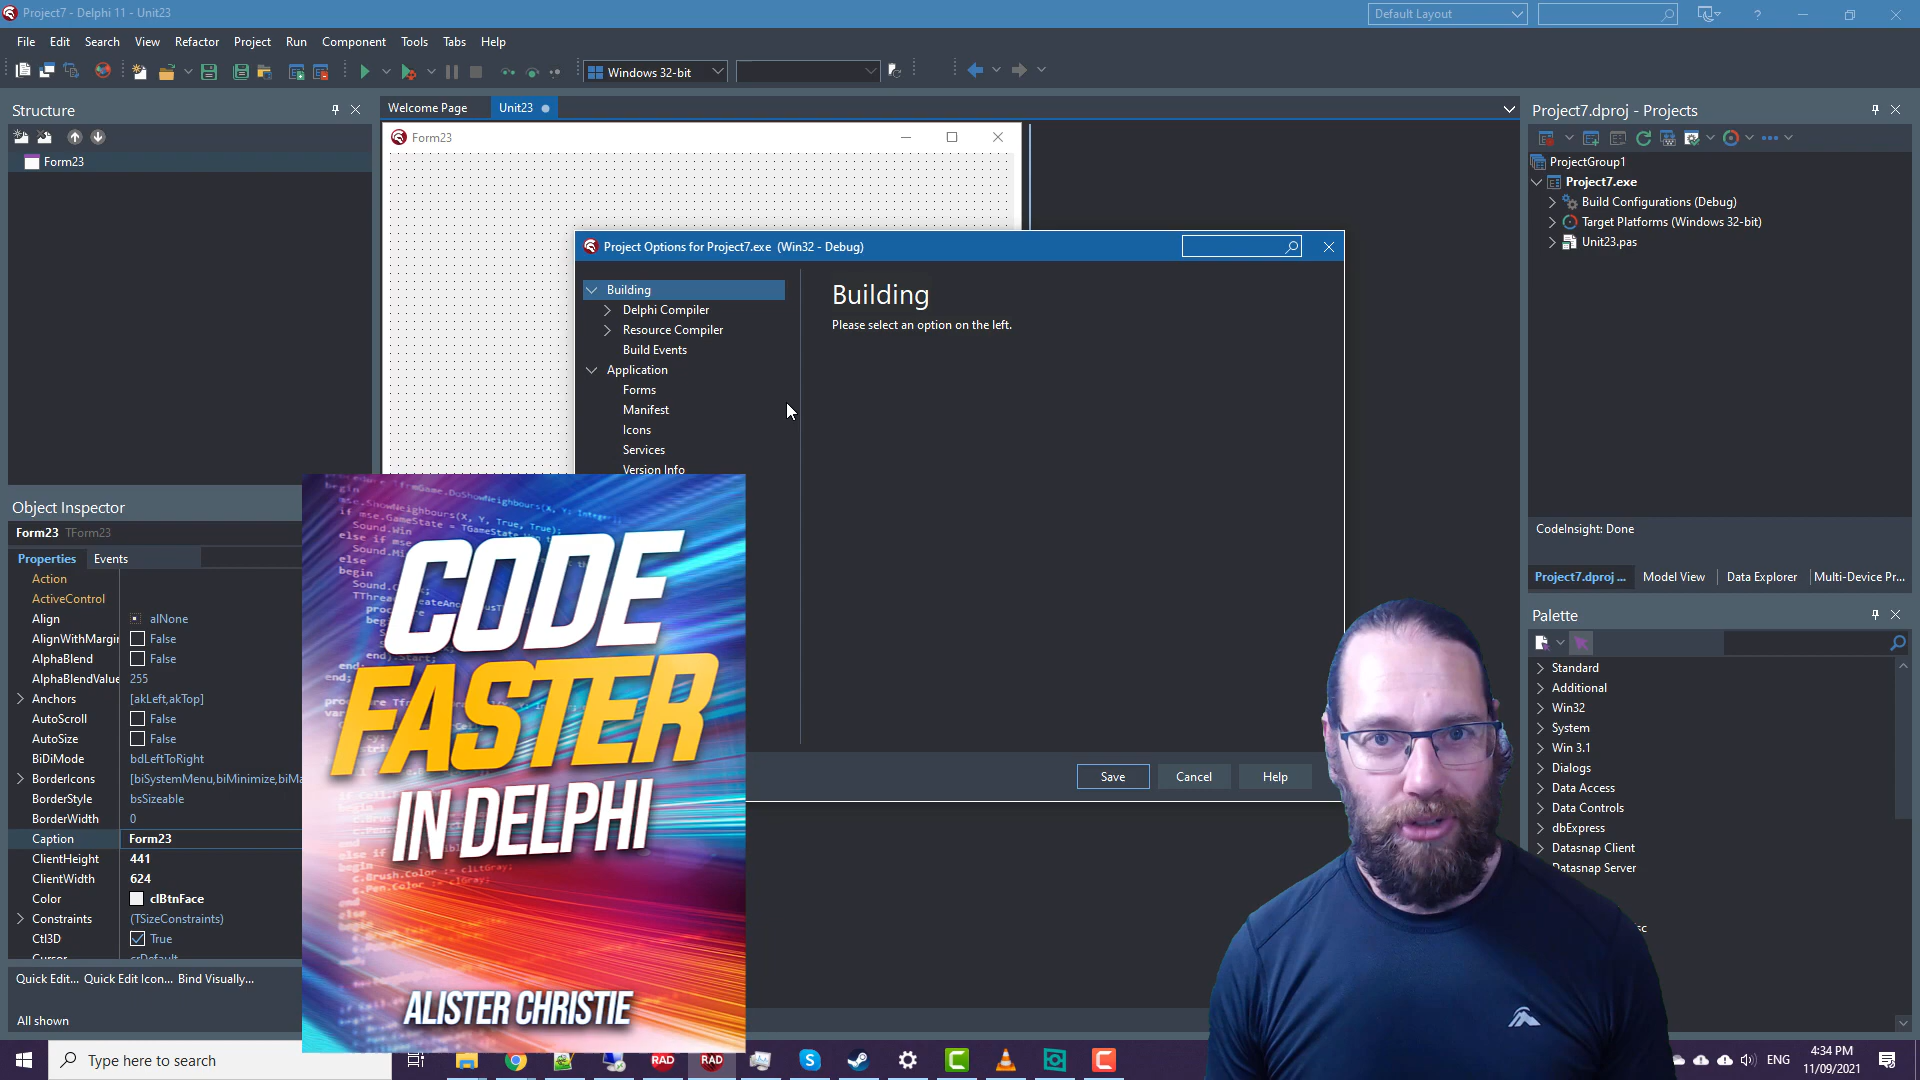 Project7 - Delphi 11 - Unit23
Default Layout
File Edit Search View Refactor Project Run Component Tools Tabs Help
Windows 32-bit
Structure
Form23
Welcome Page
Unit23
Form23
Project7.dproj - Projects
ProjectGroup1
Project7.exe
Build Configurations (Debug)
Target Platforms (Windows 32-bit)
Unit23.pas
Project Options for Project7.exe (Win32 - Debug)
Building
Delphi Compiler
Resource Compiler
Build Events
Application
Forms
Manifest
Icons
Services
Version Info
Building
Please select an option on the left.
Save
Cancel
Help
CodeInsight: Done
Project7.dproj ...
Model View
Data Explorer
Multi-Device Pr...
Object Inspector
Form23 TForm23
Properties
Events
Action
ActiveControl
Align alNone
AlignWithMargin False
AlphaBlend False
AlphaBlendValue 255
Anchors [akLeft,akTop]
AutoScroll False
AutoSize False
BiDiMode bdLeftToRight
BorderIcons [biSystemMenu,biMinimize,biMa
BorderStyle bsSizeable
BorderWidth 0
Caption Form23
ClientHeight 441
ClientWidth 624
Color clBtnFace
Constraints (TSizeConstraints)
Ctl3D True
Cursor crDefault
Quick Edit... Quick Edit Icon... Bind Visually...
All shown
CODE
FASTER
IN DELPHI
ALISTER CHRISTIE
Palette
Standard
Additional
Win32
System
Win 3.1
Dialogs
Data Access
Data Controls
dbExpress
Datasnap Client
Datasnap Server
Type here to search
RAD
RAD
ENG
4:34 PM
11/09/2021